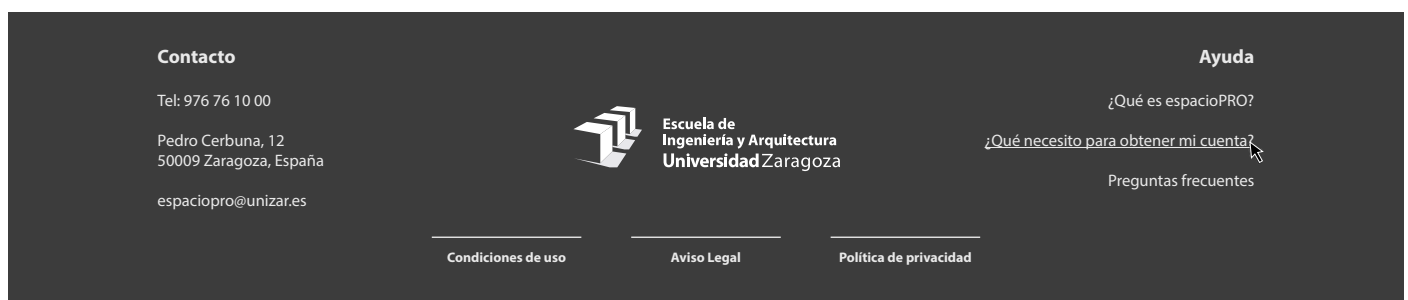 Contacto
Tel: 976 76 10 00
Pedro Cerbuna, 12
50009 Zaragoza, España
espaciopro@unizar.es
Escuela de
Ingeniería y Arquitectura
Universidad Zaragoza
Ayuda
¿Qué es espacioPRO?
¿Qué necesito para obtener mi cuenta?
Preguntas frecuentes
Condiciones de uso
Aviso Legal
Política de privacidad